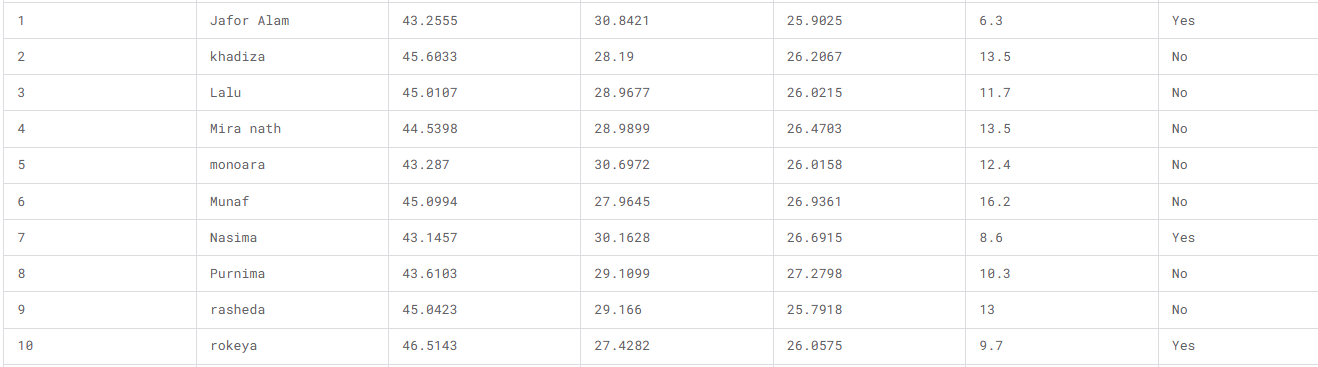 1 Jafor Alam 43.2555 30.8421 25.9025 6.3 Yes
2 khadiza 45.6033 28.19 26.2067 13.5 No
3 Lalu 45.0107 28.9677 26.0215 11.7 No
4 Mira nath 44.5398 28.9899 26.4703 13.5 No
5 monoara 43.287 30.6972 26.0158 12.4 No
6 Munaf 45.0994 27.9645 26.9361 16.2 No
7 Nasima 43.1457 30.1628 26.6915 8.6 Yes
8 Purnima 43.6103 29.1099 27.2798 10.3 No
9 rasheda 45.0423 29.166 25.7918 13 No
10 rokeya 46.5143 27.4282 26.0575 9.7 Yes